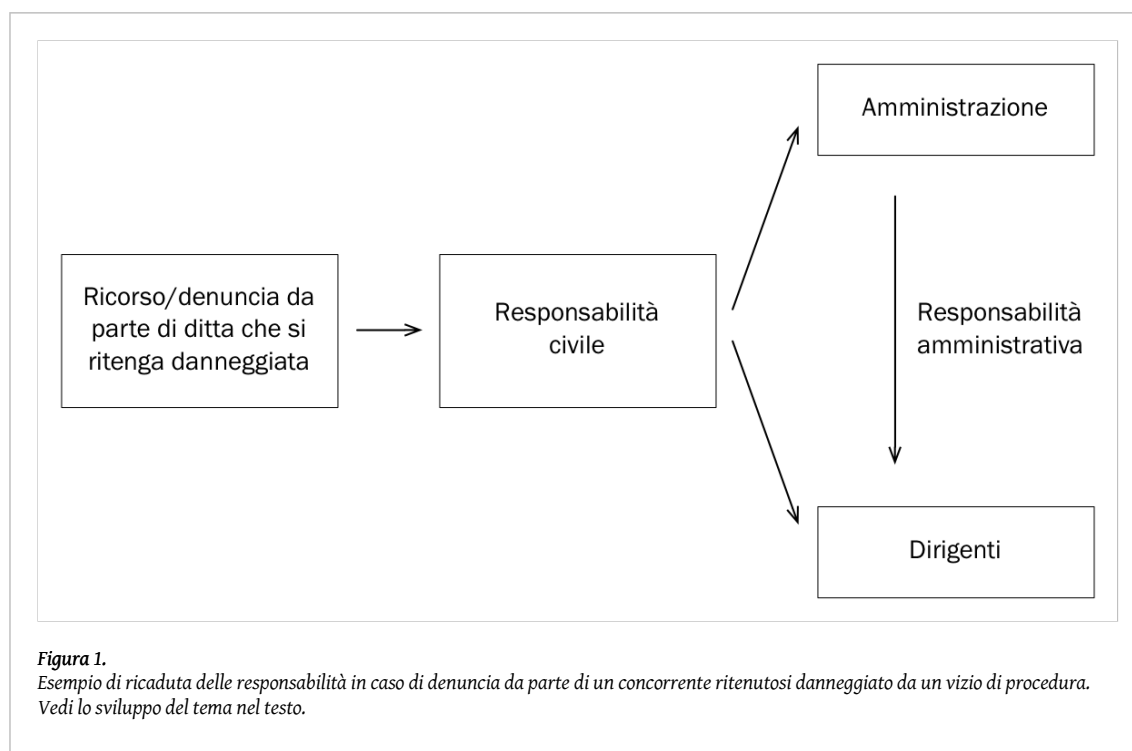 Amministrazione
Ricorso/denuncia da
parte di ditta che si
ritenga danneggiata
Responsabilità
civile
Responsabilità
amministrativa
Dirigenti
Figura 1.
Esempio di ricaduta delle responsabilità in caso di denuncia da parte di un concorrente ritenutosi danneggiato da un vizio di procedura.
Vedi lo sviluppo del tema nel testo.